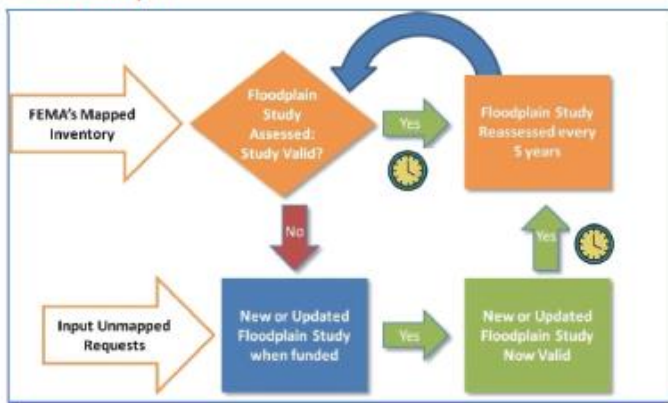 FEMA's Mapped
Inventory
Floodplain
Study
Assessed:
Study Valid?
Yes
Floodplain Study
Reassessed every
5 years
No
Yes
Input Unmapped
Requests
New or Updated
Floodplain Study
when funded
Yes
New or Updated
Floodplain Study
Now Valid